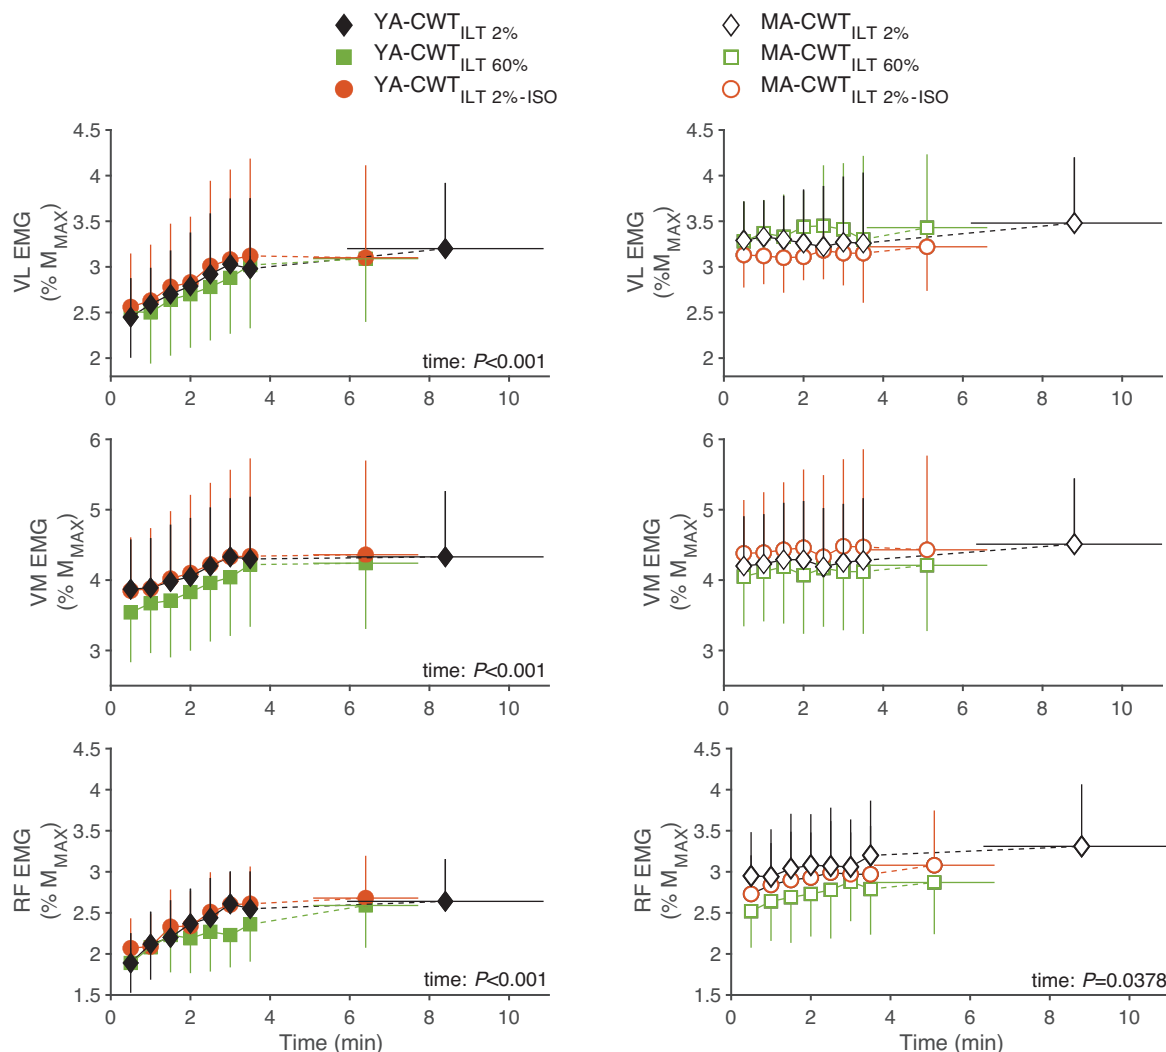 YA-CWT ILT 2%
YA-CWT ILT 60%
YA-CWT ILT 2%-ISO
MA-CWT ILT 2%
MA-CWT ILT 60%
MA-CWT ILT 2%-ISO
VL EMG
(% M MAX)
4.5
4
3.5
3
2.5
2
0 2 4 6 8 10
time: P<0.001
VL EMG
(%M MAX)
4.5
4
3.5
3
2.5
2
0 2 4 6 8 10
VM EMG
(% M MAX)
6
5
4
3
0 2 4 6 8 10
time: P<0.001
VM EMG
(% M MAX)
6
5
4
3
0 2 4 6 8 10
RF EMG
(% M MAX)
4.5
4
3.5
3
2.5
2
1.5
0 2 4 6 8 10
time: P<0.001
Time (min)
RF EMG
(% M MAX)
4.5
4
3.5
3
2.5
2
1.5
0 2 4 6 8 10
time: P=0.0378
Time (min)